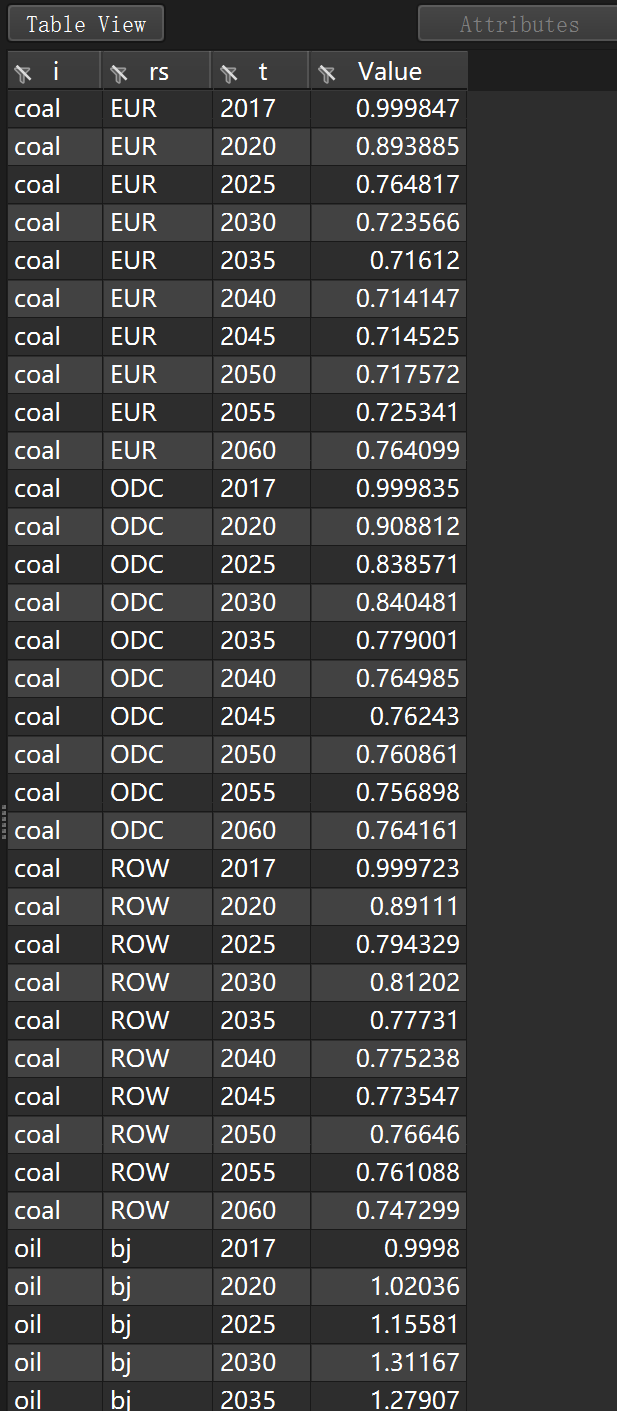 Table View Attributes
i rs t Value
coal EUR 2017 0.999847
coal EUR 2020 0.893885
coal EUR 2025 0.764817
coal EUR 2030 0.723566
coal EUR 2035 0.71612
coal EUR 2040 0.714147
coal EUR 2045 0.714525
coal EUR 2050 0.717572
coal EUR 2055 0.725341
coal EUR 2060 0.764099
coal ODC 2017 0.999835
coal ODC 2020 0.908812
coal ODC 2025 0.838571
coal ODC 2030 0.840481
coal ODC 2035 0.779001
coal ODC 2040 0.764985
coal ODC 2045 0.76243
coal ODC 2050 0.760861
coal ODC 2055 0.756898
coal ODC 2060 0.764161
coal ROW 2017 0.999723
coal ROW 2020 0.89111
coal ROW 2025 0.794329
coal ROW 2030 0.81202
coal ROW 2035 0.77731
coal ROW 2040 0.775238
coal ROW 2045 0.773547
coal ROW 2050 0.76646
coal ROW 2055 0.761088
coal ROW 2060 0.747299
oil bj 2017 0.9998
oil bj 2020 1.02036
oil bj 2025 1.15581
oil bj 2030 1.31167
oil bj 2035 1.27907